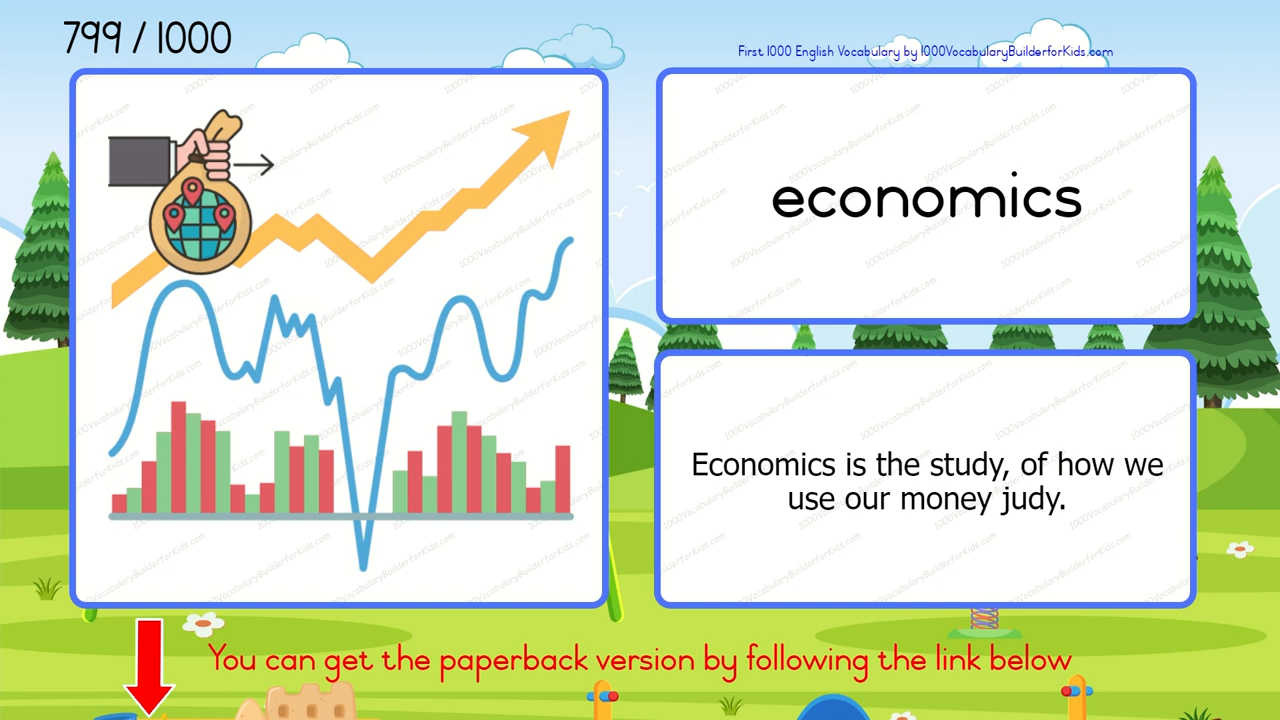 799 / 1000
First 1000 English Vocabulary by 1000VocabularyBuilderforKids.com
economics
Economics is the study, of how we
use our money judy.
You can get the paperback version by following the link below